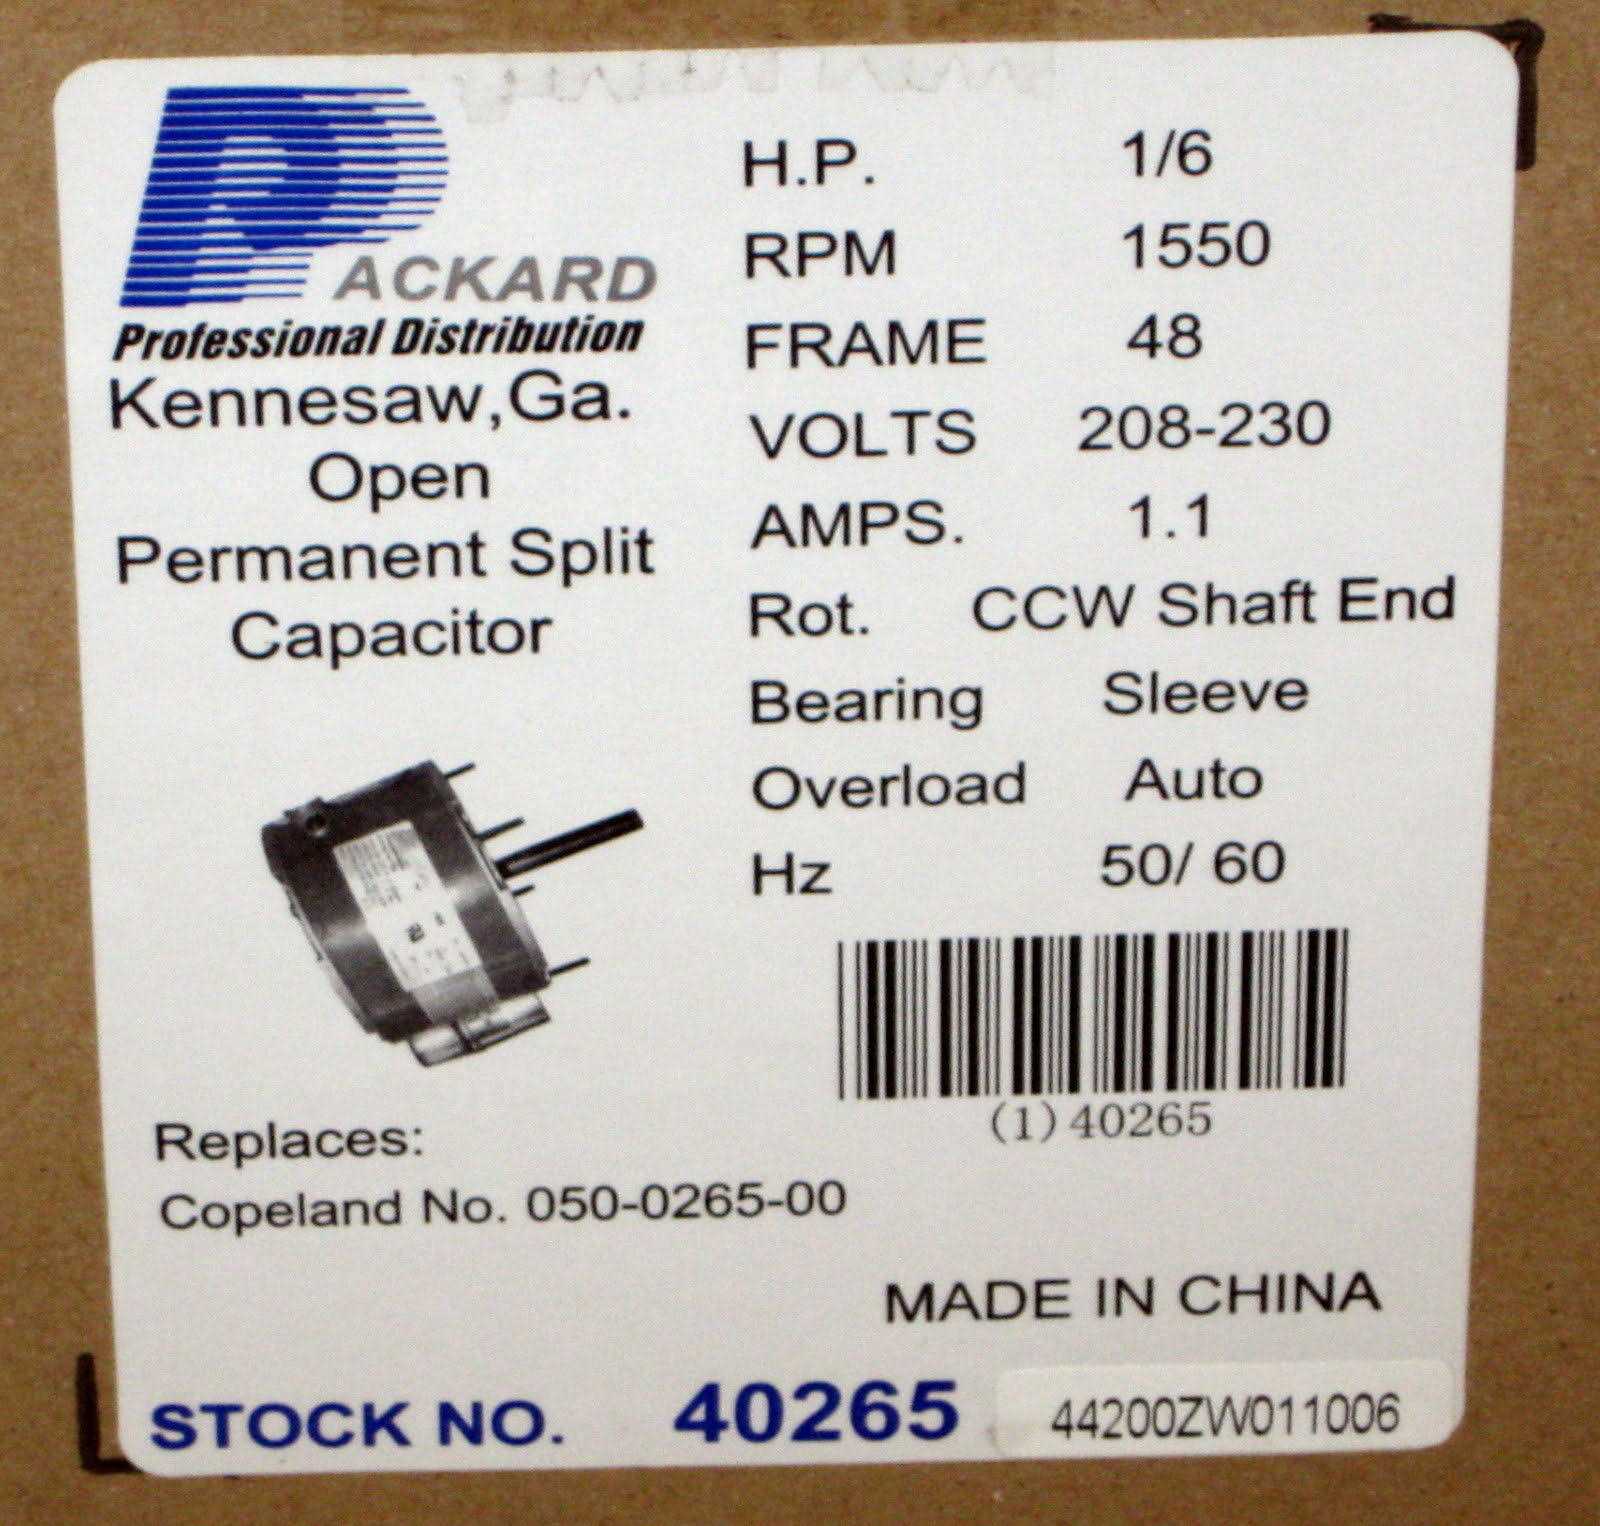 PACKARD
Professional Distribution
Kennesaw,Ga.
Open
Permanent Split
Capacitor
H.P. 1/6
RPM 1550
FRAME 48
VOLTS 208-230
AMPS. 1.1
Rot. CCW Shaft End
Bearing Sleeve
Overload Auto
Hz 50/ 60
(1)40265
Replaces:
Copeland No. 050-0265-00
MADE IN CHINA
STOCK NO. 40265
44200ZW011006